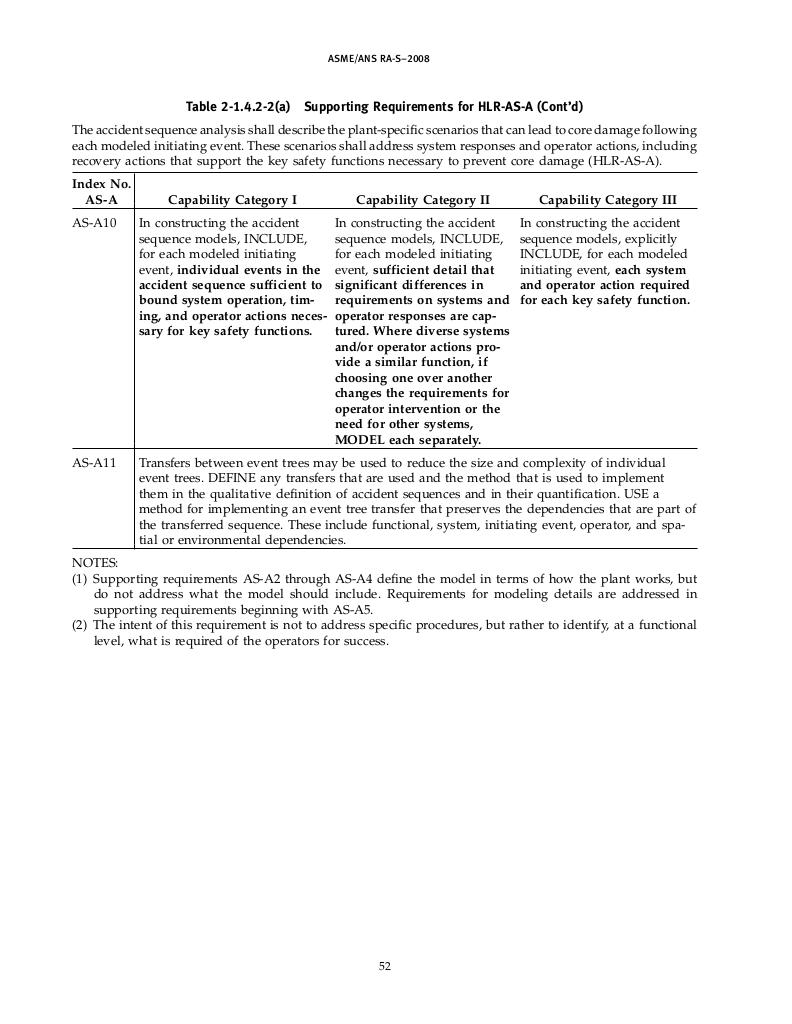 ASME/ANS RA-S–2008
Table 2-1.4.2-2(a) Supporting Requirements for HLR-AS-A (Cont'd)
The accident sequence analysis shall describe the plant-specific scenarios that can lead to core damage following
each modeled initiating event. These scenarios shall address system responses and operator actions, including
recovery actions that support the key safety functions necessary to prevent core damage (HLR-AS-A).
Index No.
AS-A
Capability Category I
Capability Category II
Capability Category III
AS-A10
In constructing the accident
sequence models, INCLUDE,
for each modeled initiating
event, individual events in the
accident sequence sufficient to
bound system operation, tim-
ing, and operator actions neces-
sary for key safety functions.
In constructing the accident
sequence models, INCLUDE,
for each modeled initiating
event, sufficient detail that
significant differences in
requirements on systems and
operator responses are cap-
tured. Where diverse systems
and/or operator actions pro-
vide a similar function, if
choosing one over another
changes the requirements for
operator intervention or the
need for other systems,
MODEL each separately.
In constructing the accident
sequence models, explicitly
INCLUDE, for each modeled
initiating event, each system
and operator action required
for each key safety function.
AS-A11
Transfers between event trees may be used to reduce the size and complexity of individual
event trees. DEFINE any transfers that are used and the method that is used to implement
them in the qualitative definition of accident sequences and in their quantification. USE a
method for implementing an event tree transfer that preserves the dependencies that are part of
the transferred sequence. These include functional, system, initiating event, operator, and spa-
tial or environmental dependencies.
NOTES:
(1) Supporting requirements AS-A2 through AS-A4 define the model in terms of how the plant works, but
do not address what the model should include. Requirements for modeling details are addressed in
supporting requirements beginning with AS-A5.
(2) The intent of this requirement is not to address specific procedures, but rather to identify, at a functional
level, what is required of the operators for success.
52